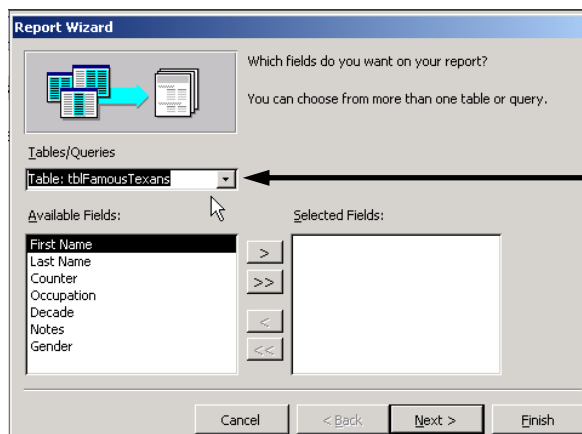 Report Wizard
Which fields do you want on your report?
You can choose from more than one table or query.
Tables/Queries
Table: tblFamousTexans
Available Fields:
Selected Fields:
First Name
Last Name
Counter
Occupation
Decade
Notes
Gender
>
>>
<
<<
Cancel
< Back
Next >
Finish